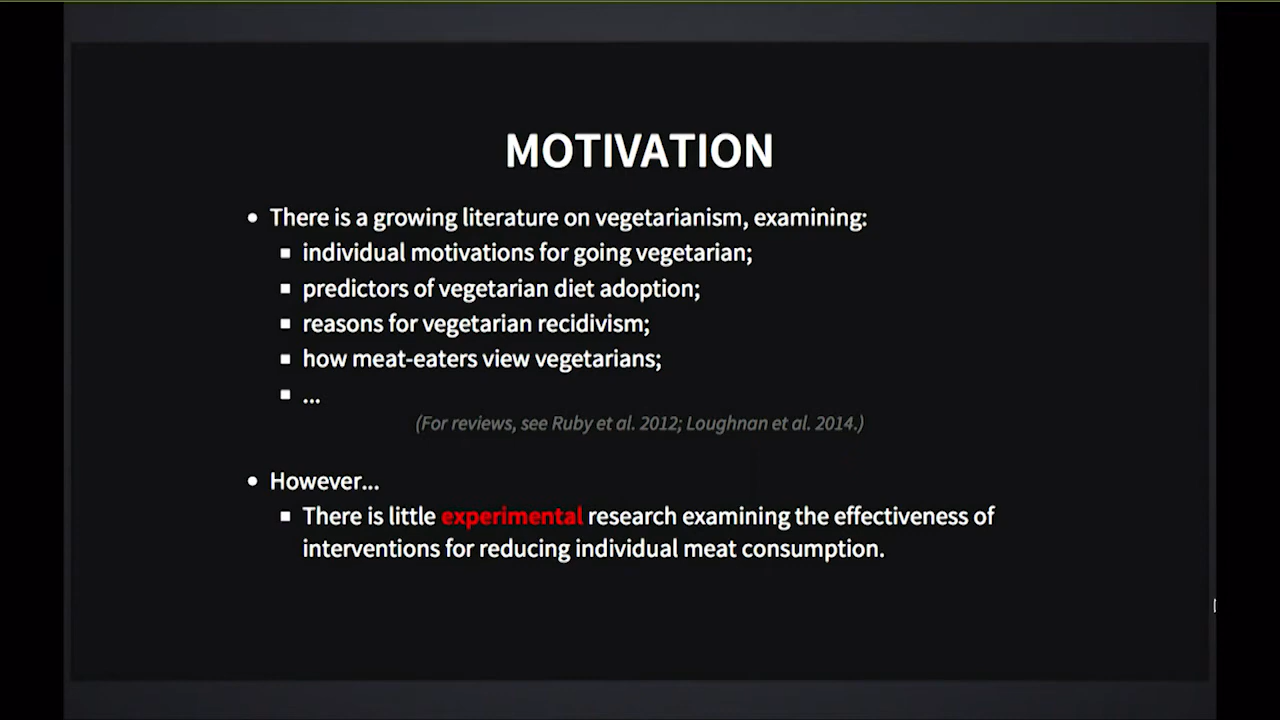 MOTIVATION
• There is a growing literature on vegetarianism, examining:
▪ individual motivations for going vegetarian;
▪ predictors of vegetarian diet adoption;
▪ reasons for vegetarian recidivism;
▪ how meat-eaters view vegetarians;
▪ ...
(For reviews, see Ruby et al. 2012; Loughnan et al. 2014.)
• However...
▪ There is little experimental research examining the effectiveness of
interventions for reducing individual meat consumption.